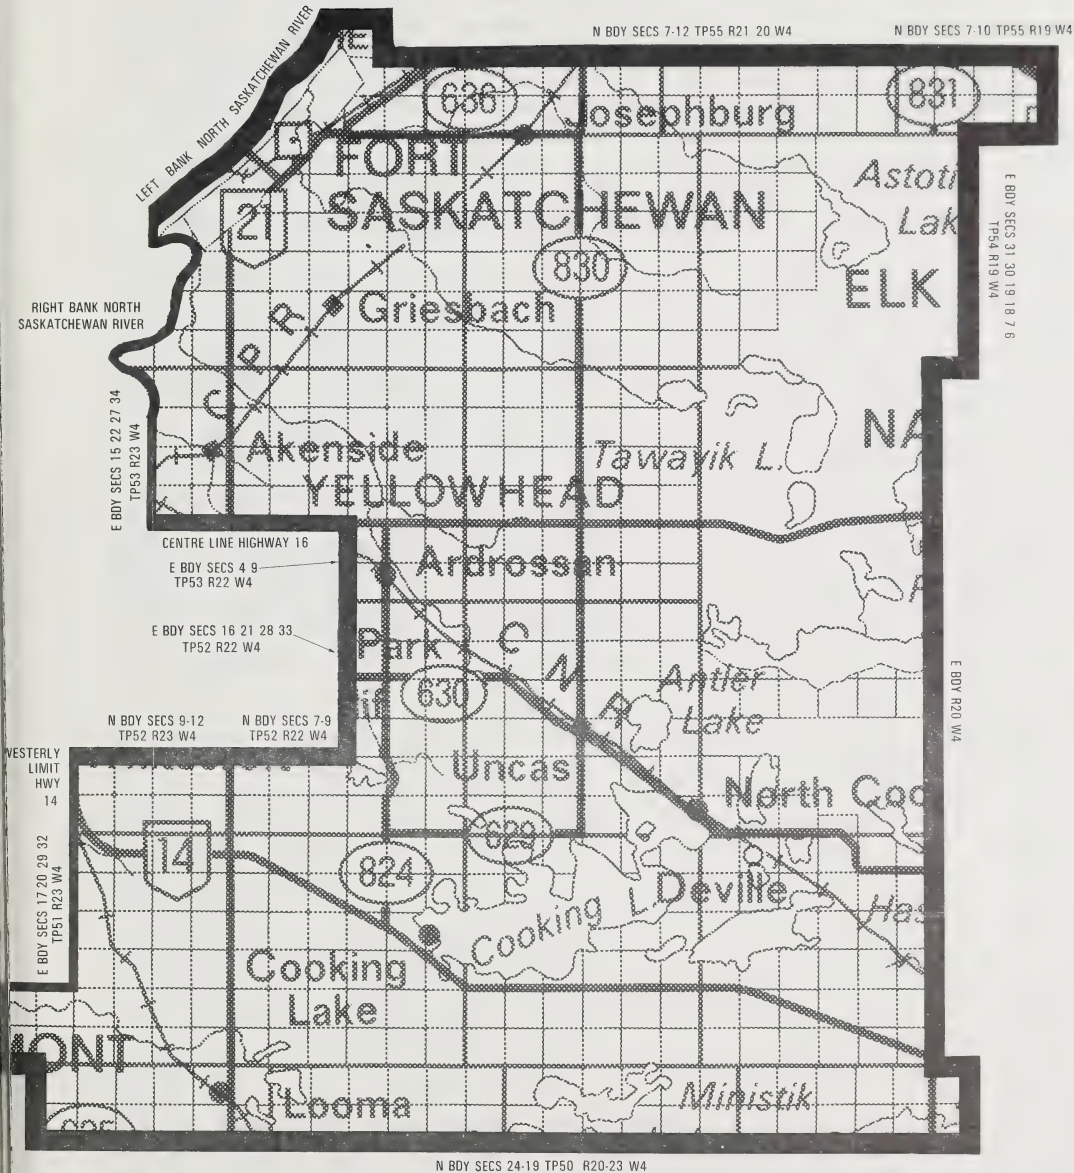 N BDY SECS 7-12 TP55 R21 20 W4
N BDY SECS 7-10 TP55 R19 W4
LEFT BANK NORTH SASKATCHEWAN RIVER
636
831
Josephburg
FORT
SASKATCHEWAN
Astoti
Lak
21
830
ELK
E BDY SECS 31 30 19 18 7 6
TP54 R19 W4
RIGHT BANK NORTH
SASKATCHEWAN RIVER
Griesbach
C P R
E BDY SECS 15 22 27 34
TP53 R23 W4
NA
Akenside
Tawayik L.
YELLOWHEAD
CENTRE LINE HIGHWAY 16
E BDY SECS 4 9
TP53 R22 W4
Ardrossan
E BDY SECS 16 21 28 33
TP52 R22 W4
Park
C N R
630
Antler
Lake
E BDY R20 W4
N BDY SECS 9-12
TP52 R23 W4
N BDY SECS 7-9
TP52 R22 W4
WESTERLY
LIMIT
HWY
14
Uncas
North Coo
629
14
824
E BDY SECS 17 20 29 32
TP51 R23 W4
Deville
Cooking L.
Has
Cooking
Lake
MONT
Looma
Ministik
N BDY SECS 24-19 TP50 R20-23 W4